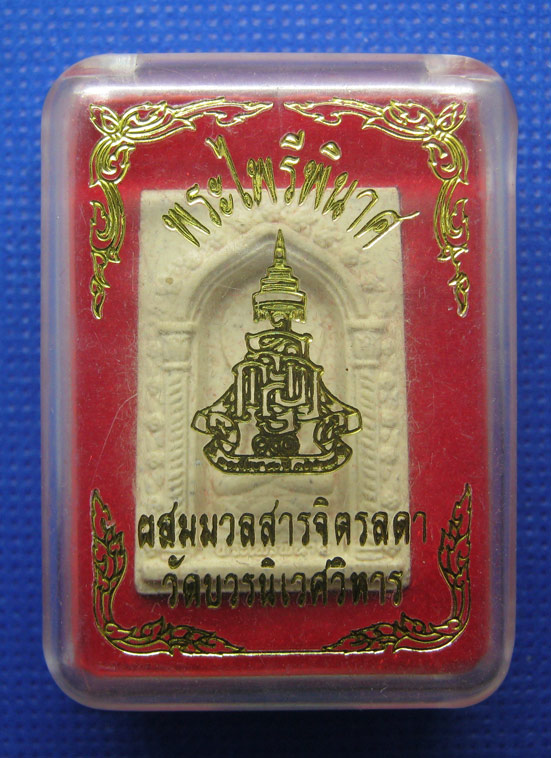 พระไพรีพินาศ
ผสมมวลสารจิตรลดา
วัดบวรนิเวศวิหาร